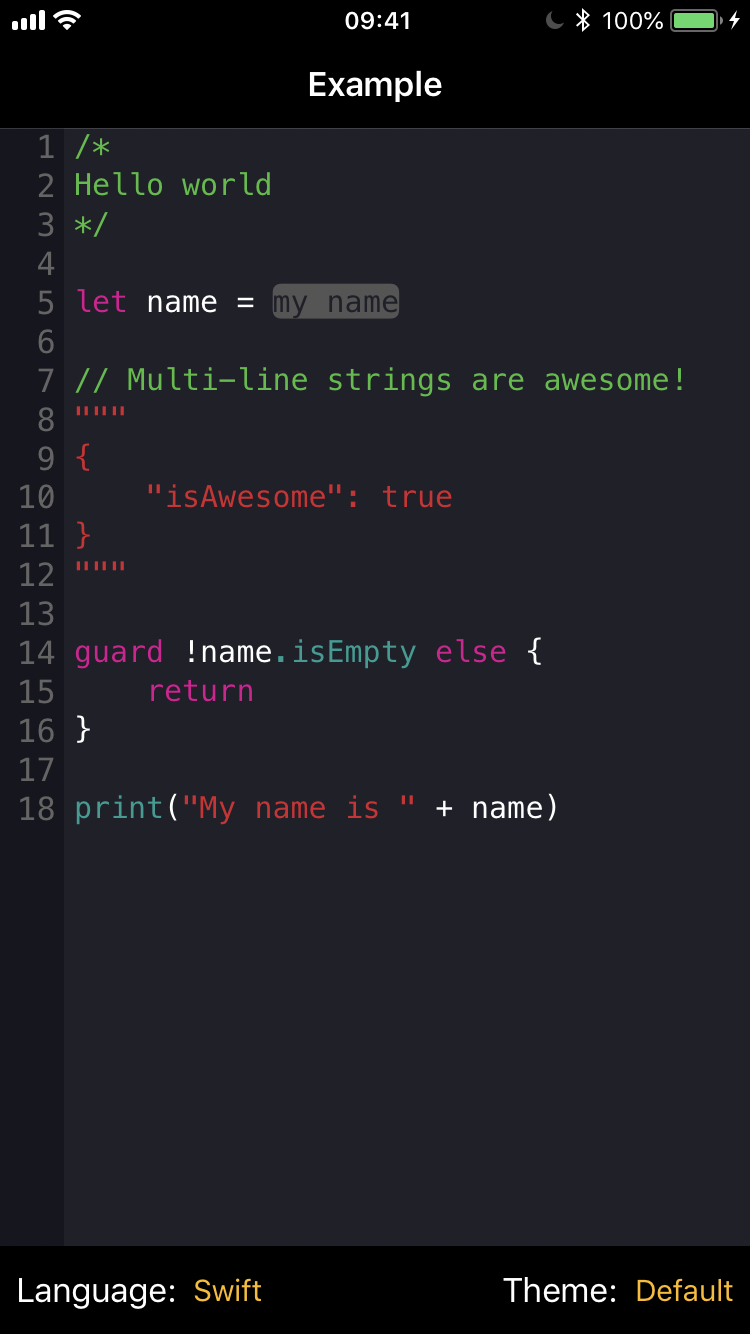 09:41 100%
Example
1 /*
2 Hello world
3 */
4
5 let name = my name
6
7 // Multi-line strings are awesome!
8 """
9 {
10     "isAwesome": true
11 }
12 """
13
14 guard !name.isEmpty else {
15     return
16 }
17
18 print("My name is " + name)
Language: Swift Theme: Default